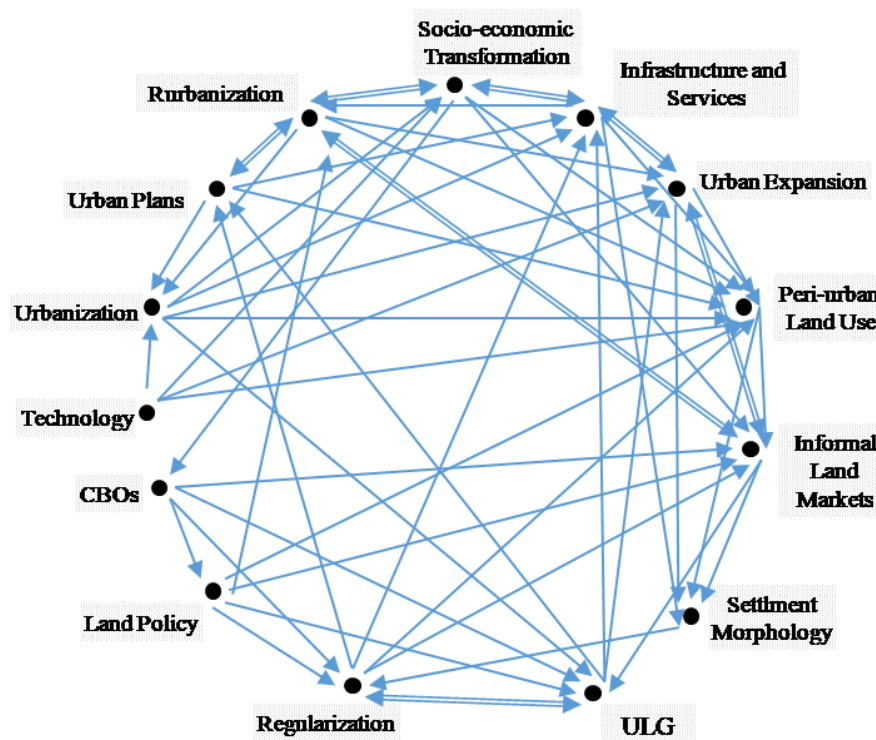 Socio-economic
Transformation
Infrastructure and
Services
Rurbanization
Urban Expansion
Urban Plans
Peri-urban
Land Use
Urbanization
Technology
Informal
Land
Markets
CBOs
Settlment
Morphology
Land Policy
Regularization
ULG